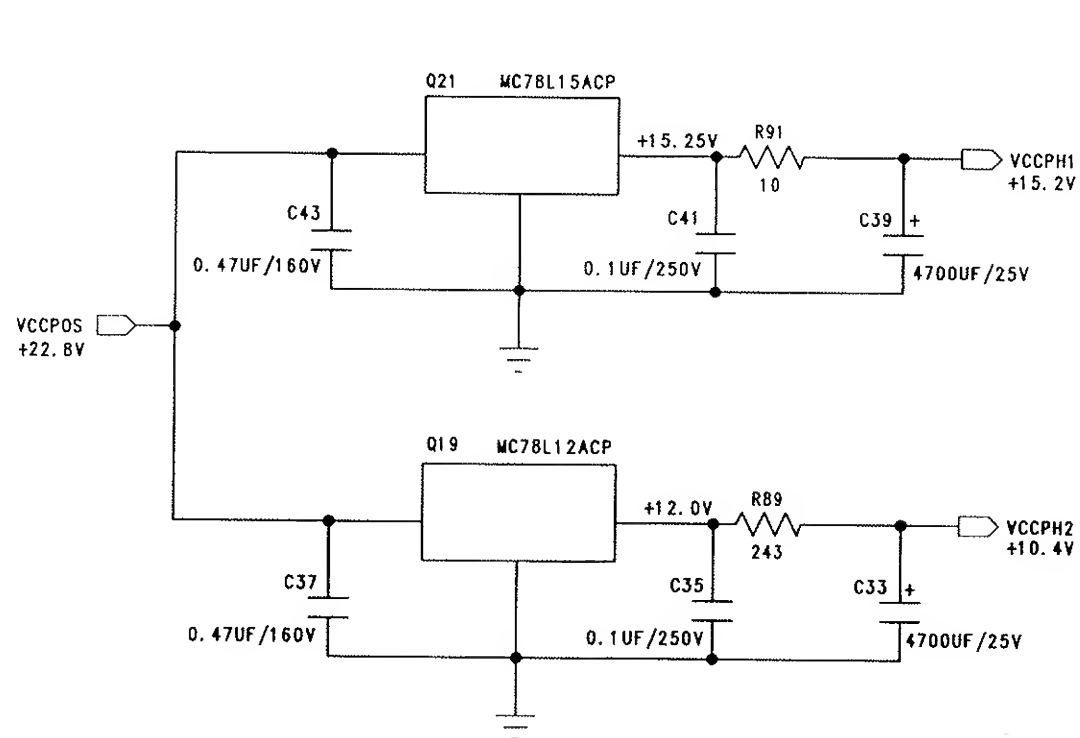 Q21 MC78L15ACP
+15.25V
R91
10
VCCPH1
+15.2V
C43
0.47UF/160V
C41
0.1UF/250V
C39 +
4700UF/25V
VCCPOS
+22.8V
Q19 MC78L12ACP
+12.0V
R89
243
VCCPH2
+10.4V
C37
0.47UF/160V
C35
0.1UF/250V
C33 +
4700UF/25V